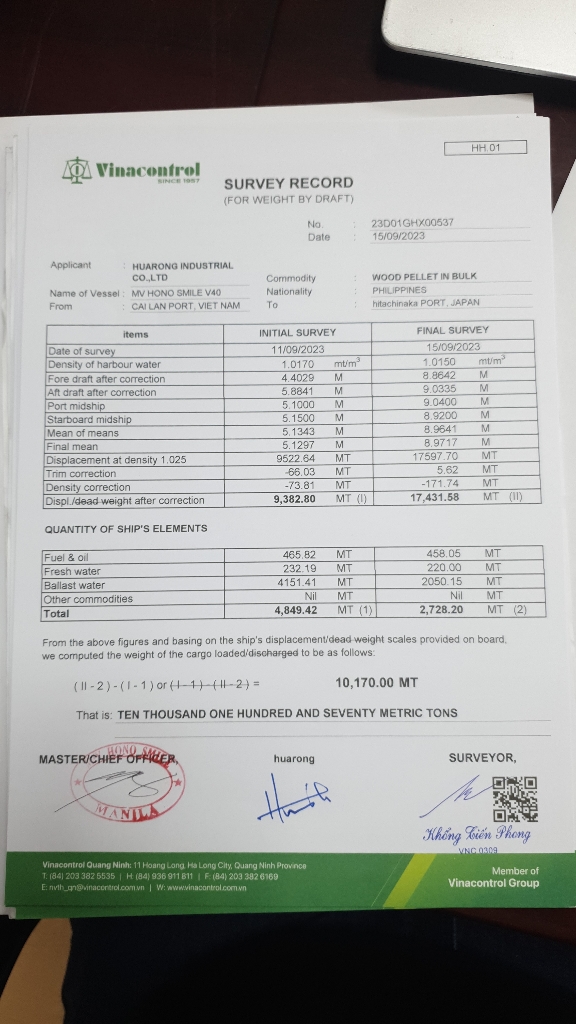 HH.01
Vinacontrol
SINCE 1957
SURVEY RECORD
(FOR WEIGHT BY DRAFT)
No. : 23D01GHX00537
Date : 15/09/2023
Applicant : HUARONG INDUSTRIAL CO.,LTD
Commodity : WOOD PELLET IN BULK
Name of Vessel : MV HONO SMILE V40
Nationality : PHILIPPINES
From : CAI LAN PORT, VIET NAM
To : hitachinaka PORT, JAPAN
items INITIAL SURVEY FINAL SURVEY
Date of survey 11/09/2023 15/09/2023
Density of harbour water 1.0170 mt/m³ 1.0150 mt/m³
Fore draft after correction 4.4029 M 8.8642 M
Aft draft after correction 5.8841 M 9.0335 M
Port midship 5.1000 M 9.0400 M
Starboard midship 5.1500 M 8.9200 M
Mean of means 5.1343 M 8.9641 M
Final mean 5.1297 M 8.9717 M
Displacement at density 1.025 9522.64 MT 17597.70 MT
Trim correction -66.03 MT 5.62 MT
Density correction -73.81 MT -171.74 MT
Displ./dead weight after correction 9,382.80 MT (I) 17,431.58 MT (II)
QUANTITY OF SHIP'S ELEMENTS
Fuel & oil 465.82 MT 458.05 MT
Fresh water 232.19 MT 220.00 MT
Ballast water 4151.41 MT 2050.15 MT
Other commodities Nil MT Nil MT
Total 4,849.42 MT (1) 2,728.20 MT (2)
From the above figures and basing on the ship's displacement/dead weight scales provided on board,
we computed the weight of the cargo loaded/discharged to be as follows:
( II - 2 ) - ( I - 1 ) or ( I - 1 ) - ( II - 2 ) = 10,170.00 MT
That is: TEN THOUSAND ONE HUNDRED AND SEVENTY METRIC TONS
MASTER/CHIEF OFFICER, huarong SURVEYOR,
HONO SMILE
MANILA
Khổng Tiến Phong
VNC 0309
Vinacontrol Quang Ninh: 11 Hoang Long, Ha Long City, Quang Ninh Province
T: (84) 203 382 5535 | H: (84) 936 911 811 | F: (84) 203 382 6169
E: nvth_qn@vinacontrol.com.vn | W: www.vinacontrol.com.vn
Member of
Vinacontrol Group